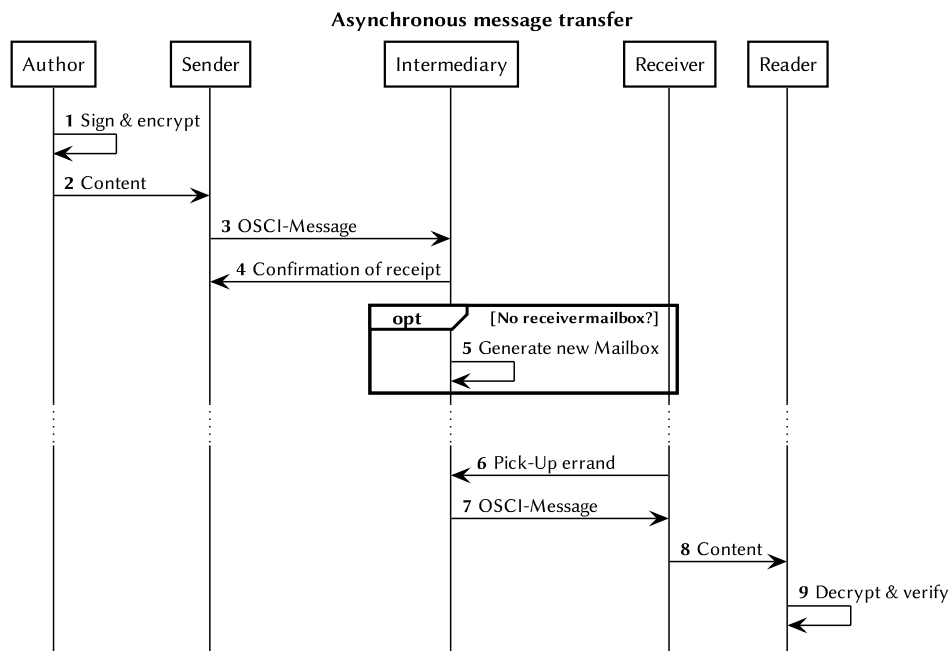 Asynchronous message transfer
Author Sender Intermediary Receiver Reader
1 Sign & encrypt
2 Content
3 OSCI-Message
4 Confirmation of receipt
opt [No receivermailbox?]
5 Generate new Mailbox
6 Pick-Up errand
7 OSCI-Message
8 Content
9 Decrypt & verify